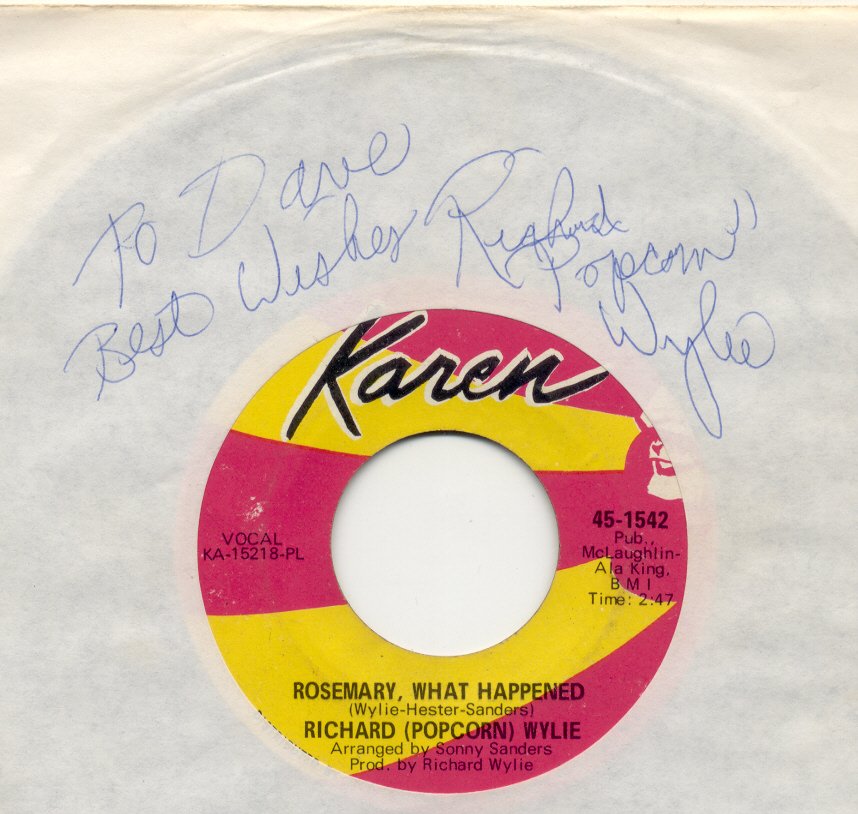 To Dave
Best Wishes Richard
Popcorn"
Wylie
Karen
VOCAL
KA-15218-PL
45-1542
Pub.,
McLaughlin-
Ala King,
B M I
Time: 2:47
ROSEMARY, WHAT HAPPENED
(Wylie-Hester-Sanders)
RICHARD (POPCORN) WYLIE
Arranged by Sonny Sanders
Prod. by Richard Wylie